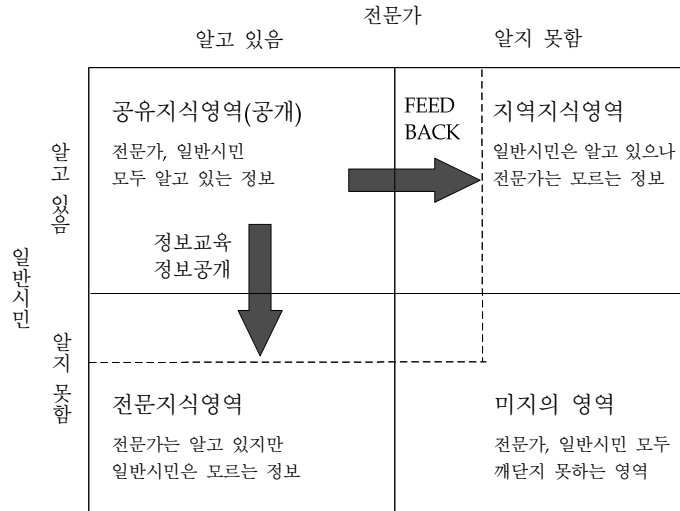 전문가
알고 있음
알지 못함
공유지식영역(공개)
전문가, 일반시민
모두 알고 있는 정보
FEED
BACK
지역지식영역
일반시민은 알고 있으나
전문가는 모르는 정보
알고 있음
정보교육
정보공개
일반시민
알지 못함
전문지식영역
전문가는 알고 있지만
일반시민은 모르는 정보
미지의 영역
전문가, 일반시민 모두
깨닫지 못하는 영역